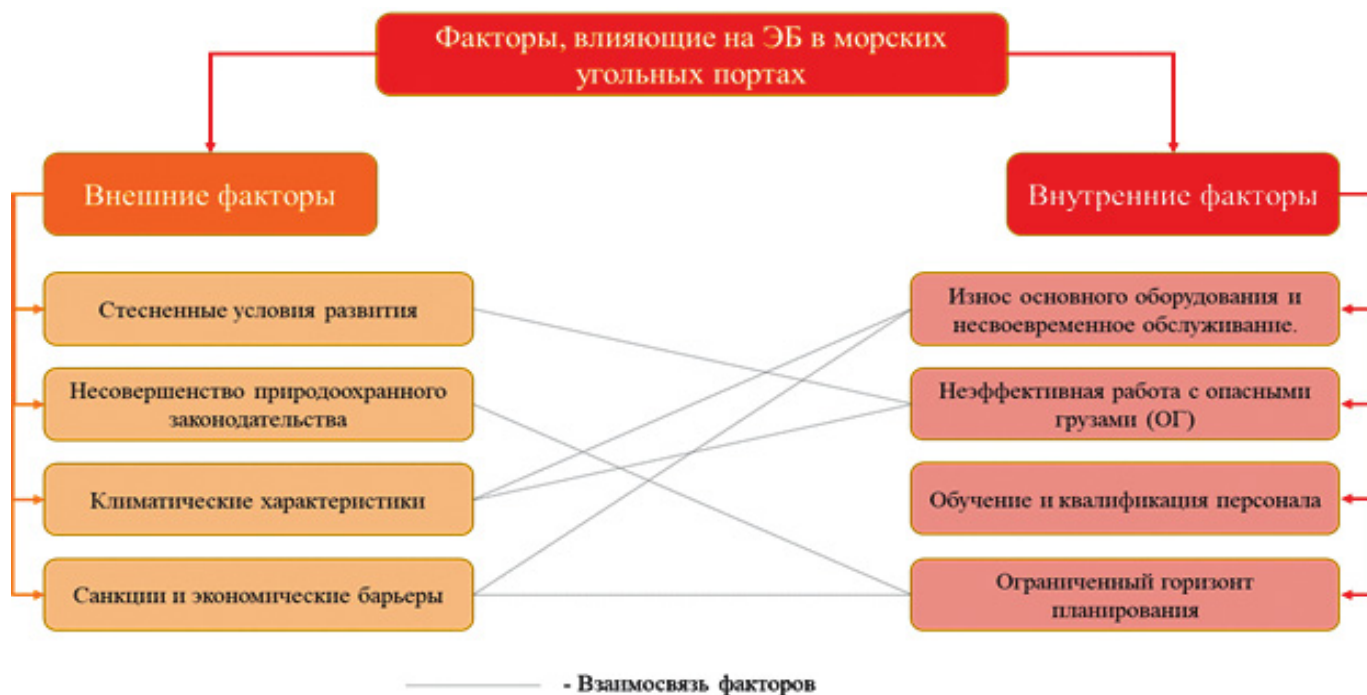 Факторы, влияющие на ЭБ в морских
угольных портах
Внешние факторы
Внутренние факторы
Стесненные условия развития
Износ основного оборудования и
несвоевременное обслуживание.
Несовершенство природоохранного
законодательства
Неэффективная работа с опасными
грузами (ОГ)
Климатические характеристики
Обучение и квалификация персонала
Санкции и экономические барьеры
Ограниченный горизонт
планирования
- Взаимосвязь факторов